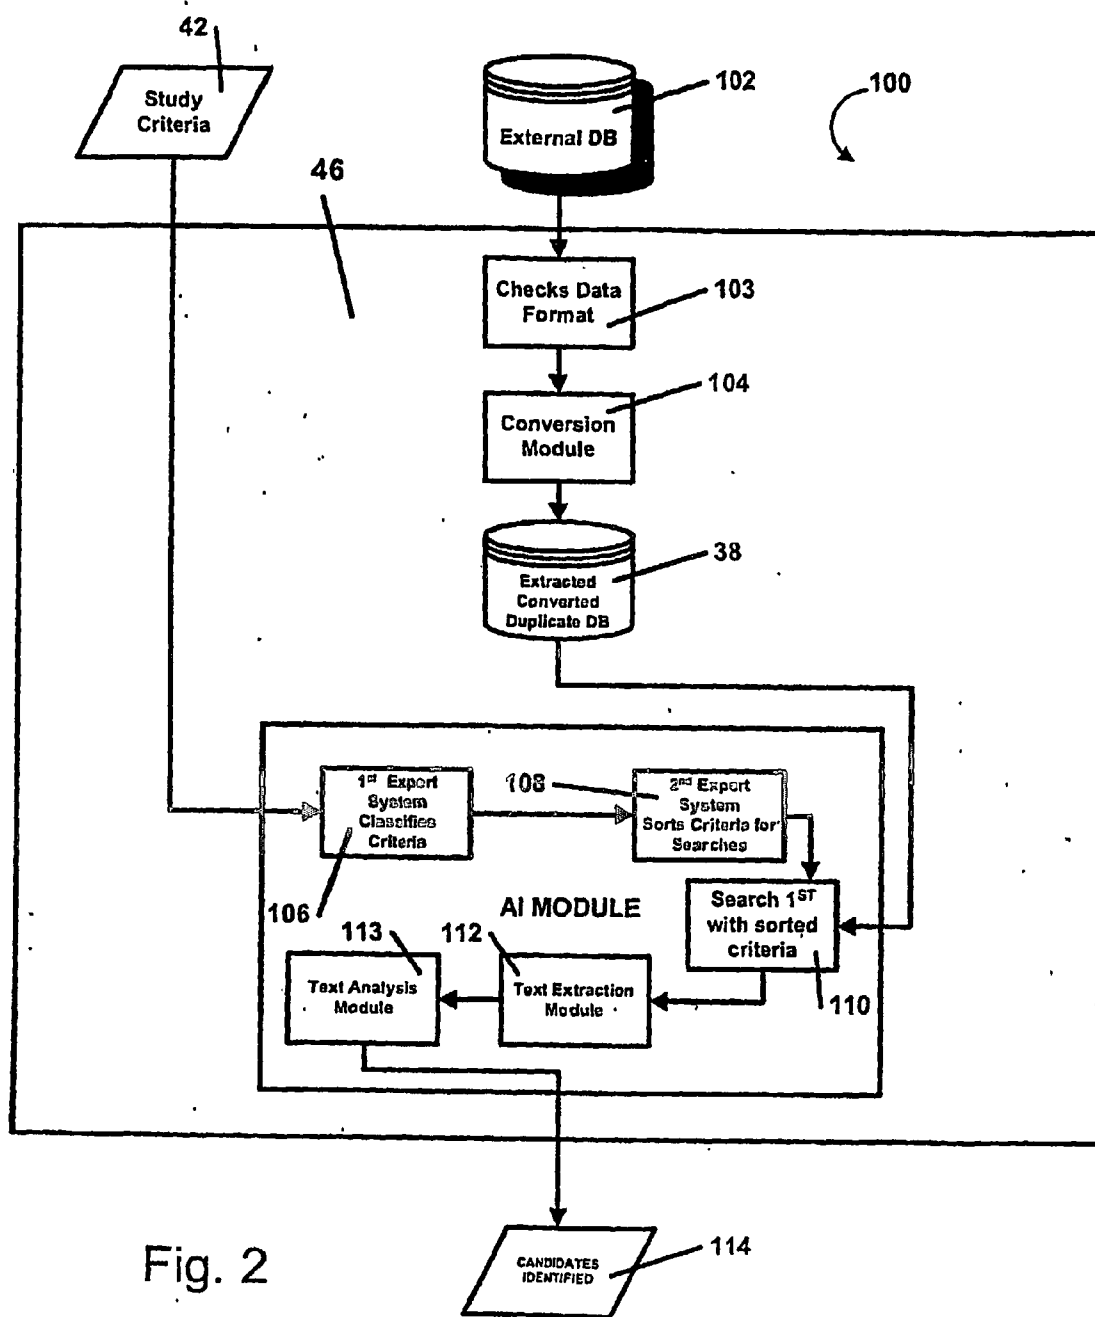 42
Study
Criteria
102
External DB
100
46
Checks Data
Format
103
104
Conversion
Module
38
Extracted
Converted
Duplicate DB
1st Expert
System
Classifies
Criteria
108
2nd Expert
System
Sorts Criteria for
Searches
106
AI MODULE
Search 1ST
with sorted
criteria
113
112
110
Text Analysis
Module
Text Extraction
Module
CANDIDATES
IDENTIFIED
114
Fig. 2